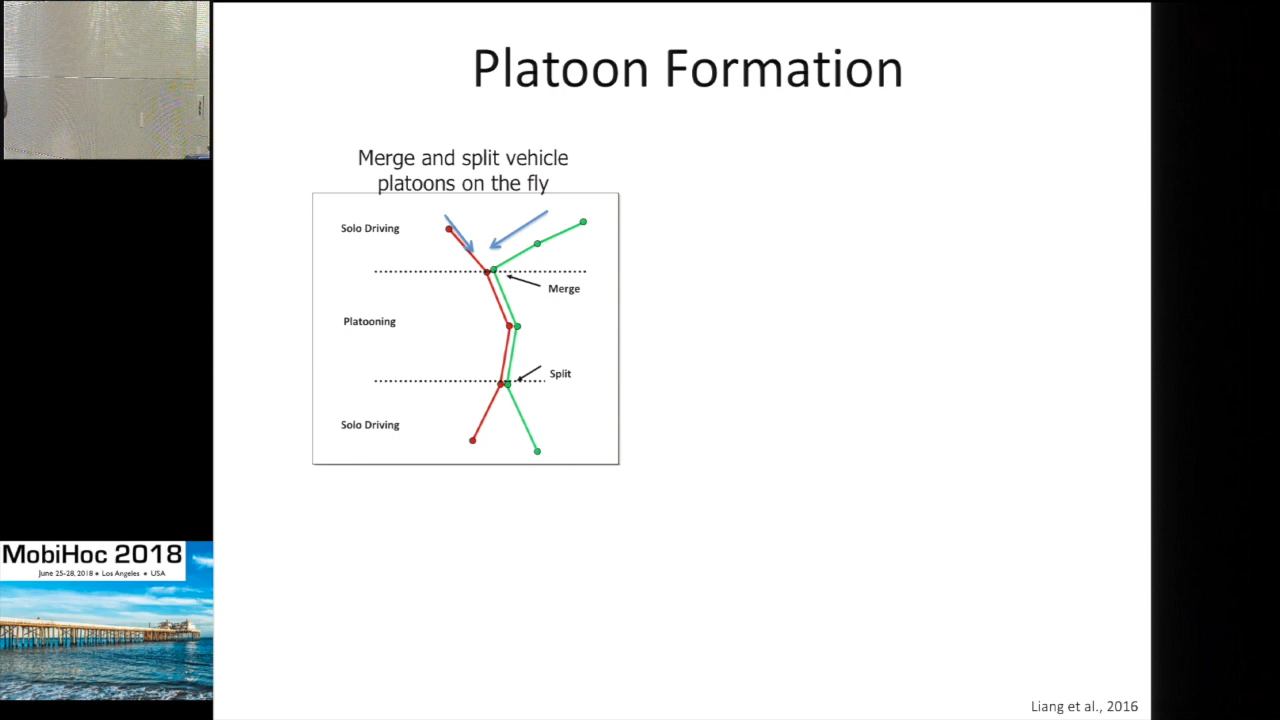 Platoon Formation
Merge and split vehicle
platoons on the fly
Solo Driving
Merge
Platooning
Split
Solo Driving
MobiHoc 2018
June 25-28, 2018 • Los Angeles • USA
Liang et al., 2016